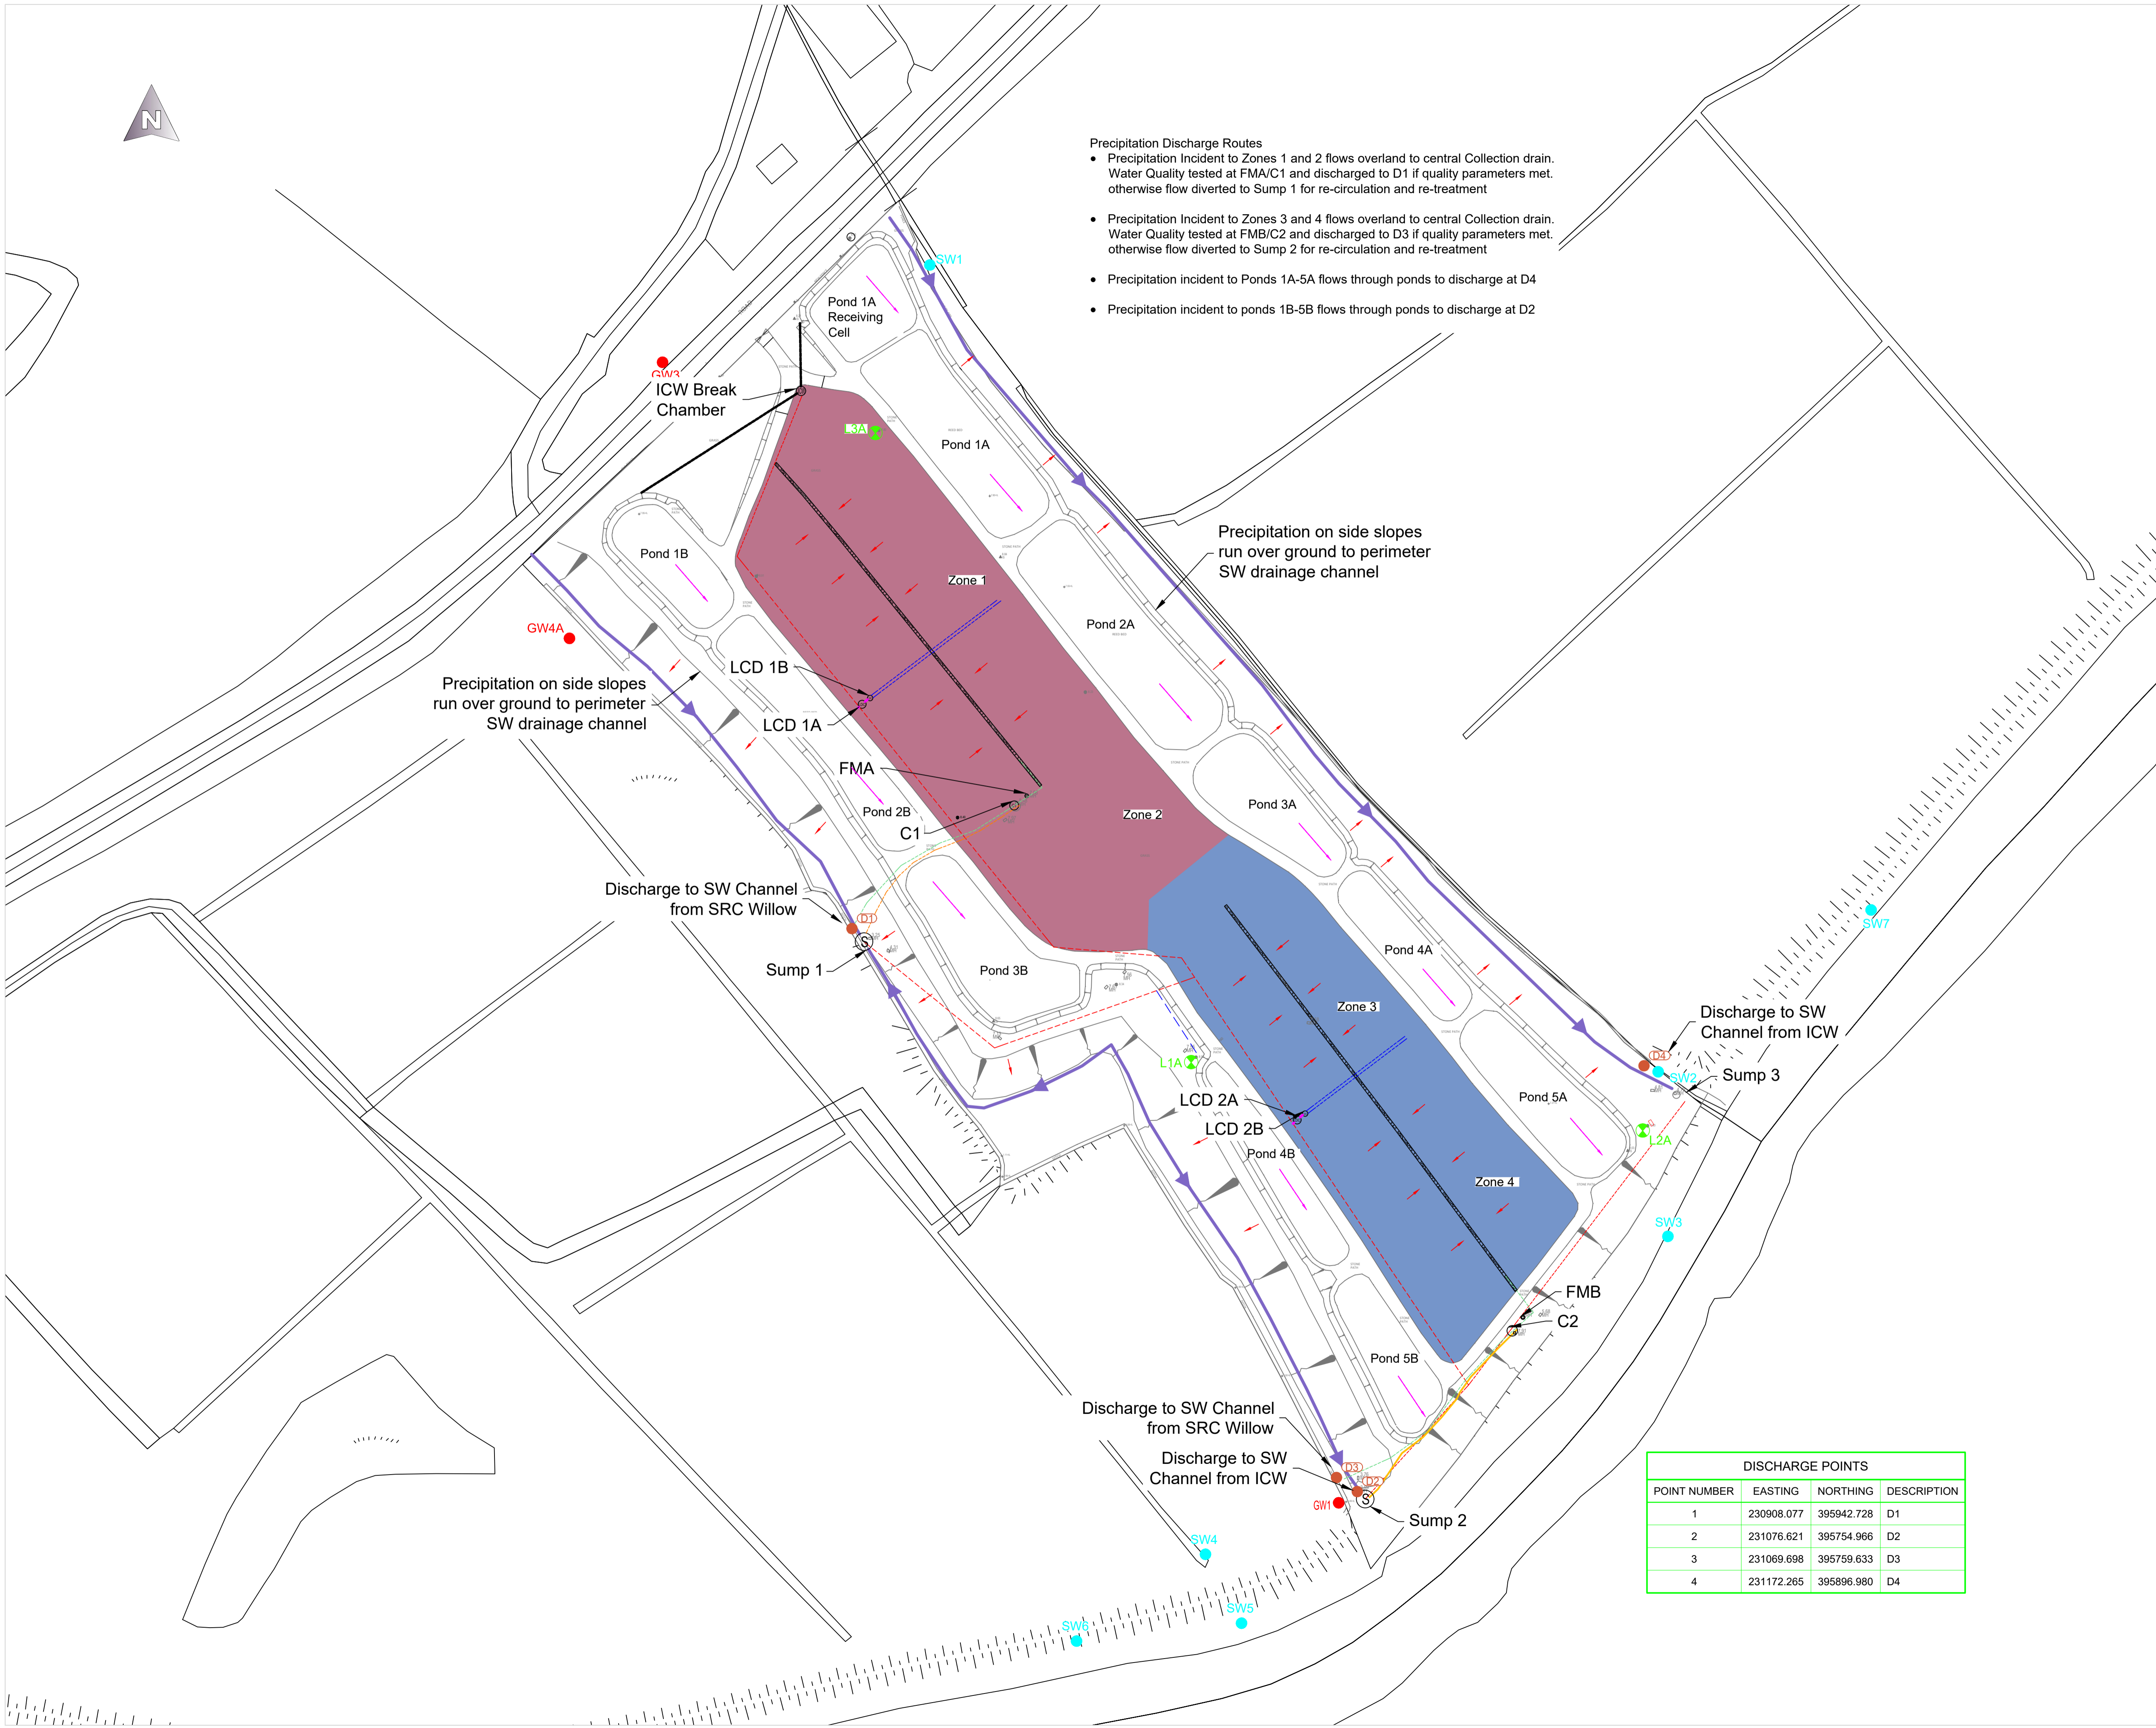 N
Precipitation Discharge Routes
● Precipitation Incident to Zones 1 and 2 flows overland to central Collection drain.
Water Quality tested at FMA/C1 and discharged to D1 if quality parameters met.
otherwise flow diverted to Sump 1 for re-circulation and re-treatment
● Precipitation Incident to Zones 3 and 4 flows overland to central Collection drain.
Water Quality tested at FMB/C2 and discharged to D3 if quality parameters met.
otherwise flow diverted to Sump 2 for re-circulation and re-treatment
● Precipitation incident to Ponds 1A-5A flows through ponds to discharge at D4
● Precipitation incident to ponds 1B-5B flows through ponds to discharge at D2
SW1
Pond 1A
Receiving
Cell
GW3
ICW Break
Chamber
L3A
Pond 1A
Precipitation on side slopes
run over ground to perimeter
SW drainage channel
Pond 1B
Zone 1
Pond 2A
GW4A
LCD 1B
Precipitation on side slopes
run over ground to perimeter
SW drainage channel
LCD 1A
FMA
Pond 3A
Pond 2B
Zone 2
C1
Discharge to SW Channel
from SRC Willow
D1
SW7
Pond 4A
Sump 1
Pond 3B
Zone 3
Discharge to SW
Channel from ICW
D4
L1A
SW2
Sump 3
LCD 2A
Pond 5A
LCD 2B
L2A
Pond 4B
Zone 4
SW3
FMB
C2
Pond 5B
Discharge to SW Channel
from SRC Willow
Discharge to SW
Channel from ICW
D3
D2
GW1
Sump 2
SW4
SW5
SW6
DISCHARGE POINTS
POINT NUMBER EASTING NORTHING DESCRIPTION
1 230908.077 395942.728 D1
2 231076.621 395754.966 D2
3 231069.698 395759.633 D3
4 231172.265 395896.980 D4
S
S